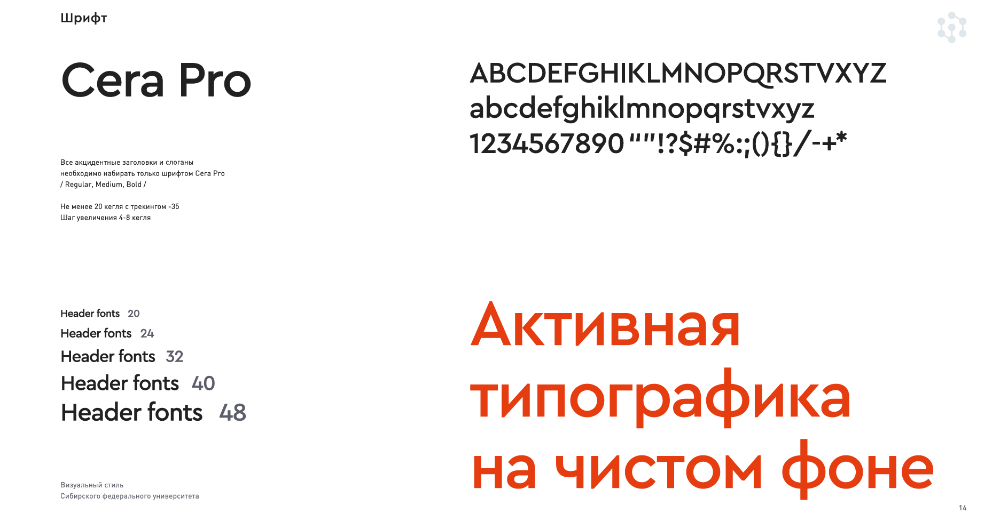 Шрифт
Cera Pro
ABCDEFGHIKLMNOPQRSTVXYZ
abcdefghiklmnopqrstvxyz
1234567890 “”!?$#%:;(){}/-+*
Все акцидентные заголовки и слоганы
необходимо набирать только шрифтом Cera Pro
/ Regular, Medium, Bold /
Не менее 20 кегля с трекингом -35
Шаг увеличения 4-8 кегля
Header fonts 20
Header fonts 24
Header fonts 32
Header fonts 40
Header fonts 48
Активная
типографика
на чистом фоне
Визуальный стиль
Сибирского федерального университета
14